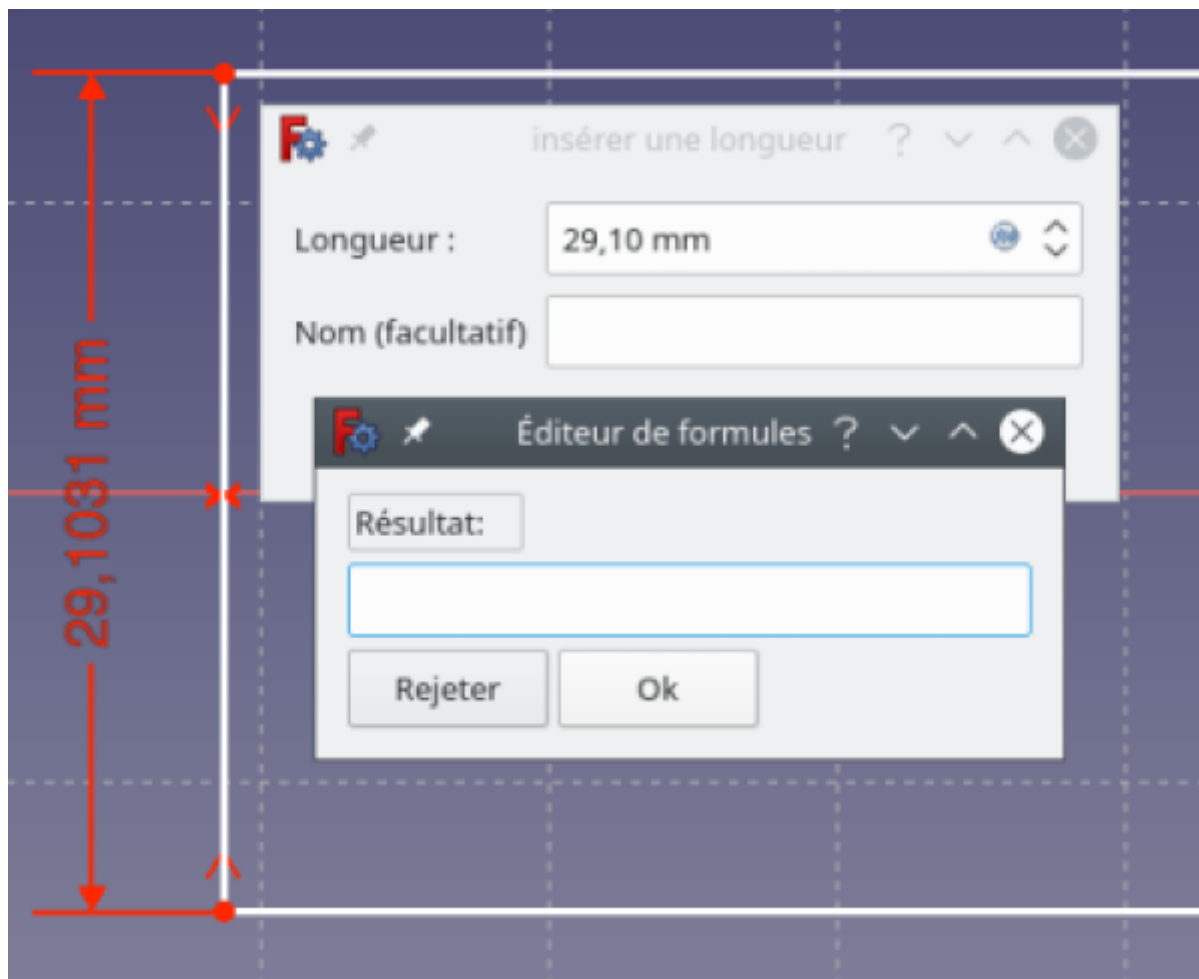 insérer une longueur
Longueur :
29,10 mm
Nom (facultatif)
29,1031 mm
Éditeur de formules
Résultat:
Rejeter
Ok